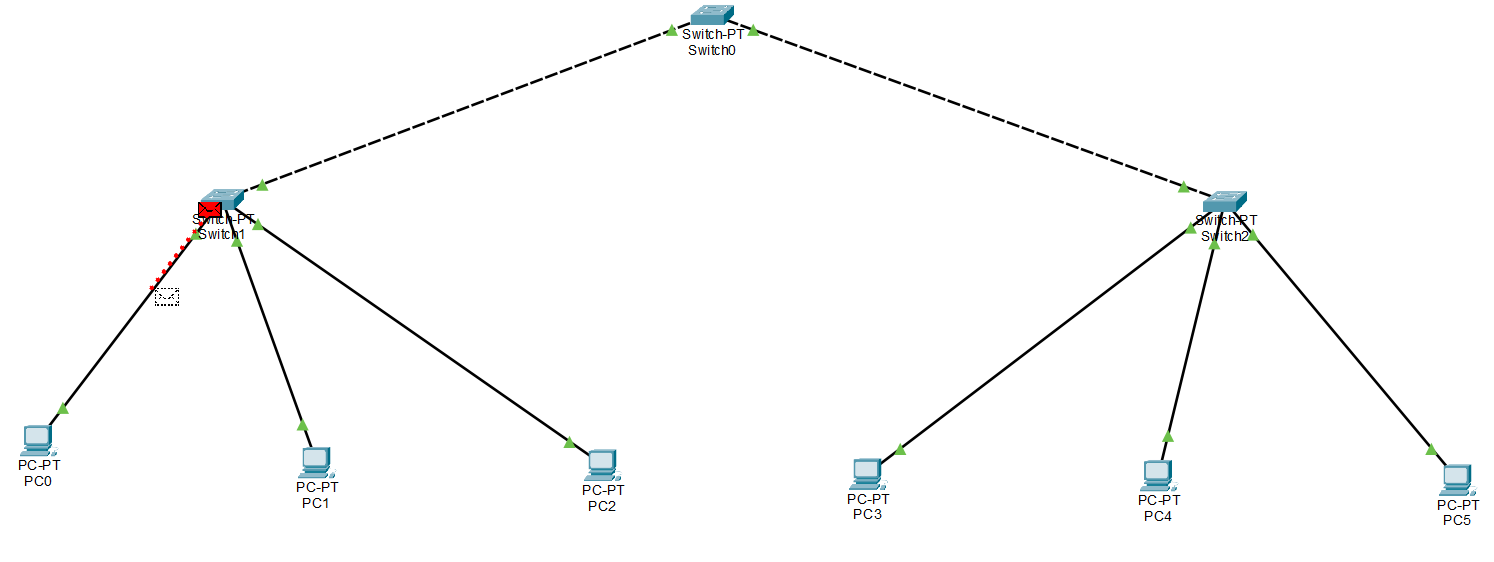 Switch-PT
Switch0
Switch-PT
Switch1
Switch-PT
Switch2
PC-PT
PC0
PC-PT
PC1
PC-PT
PC2
PC-PT
PC3
PC-PT
PC4
PC-PT
PC5